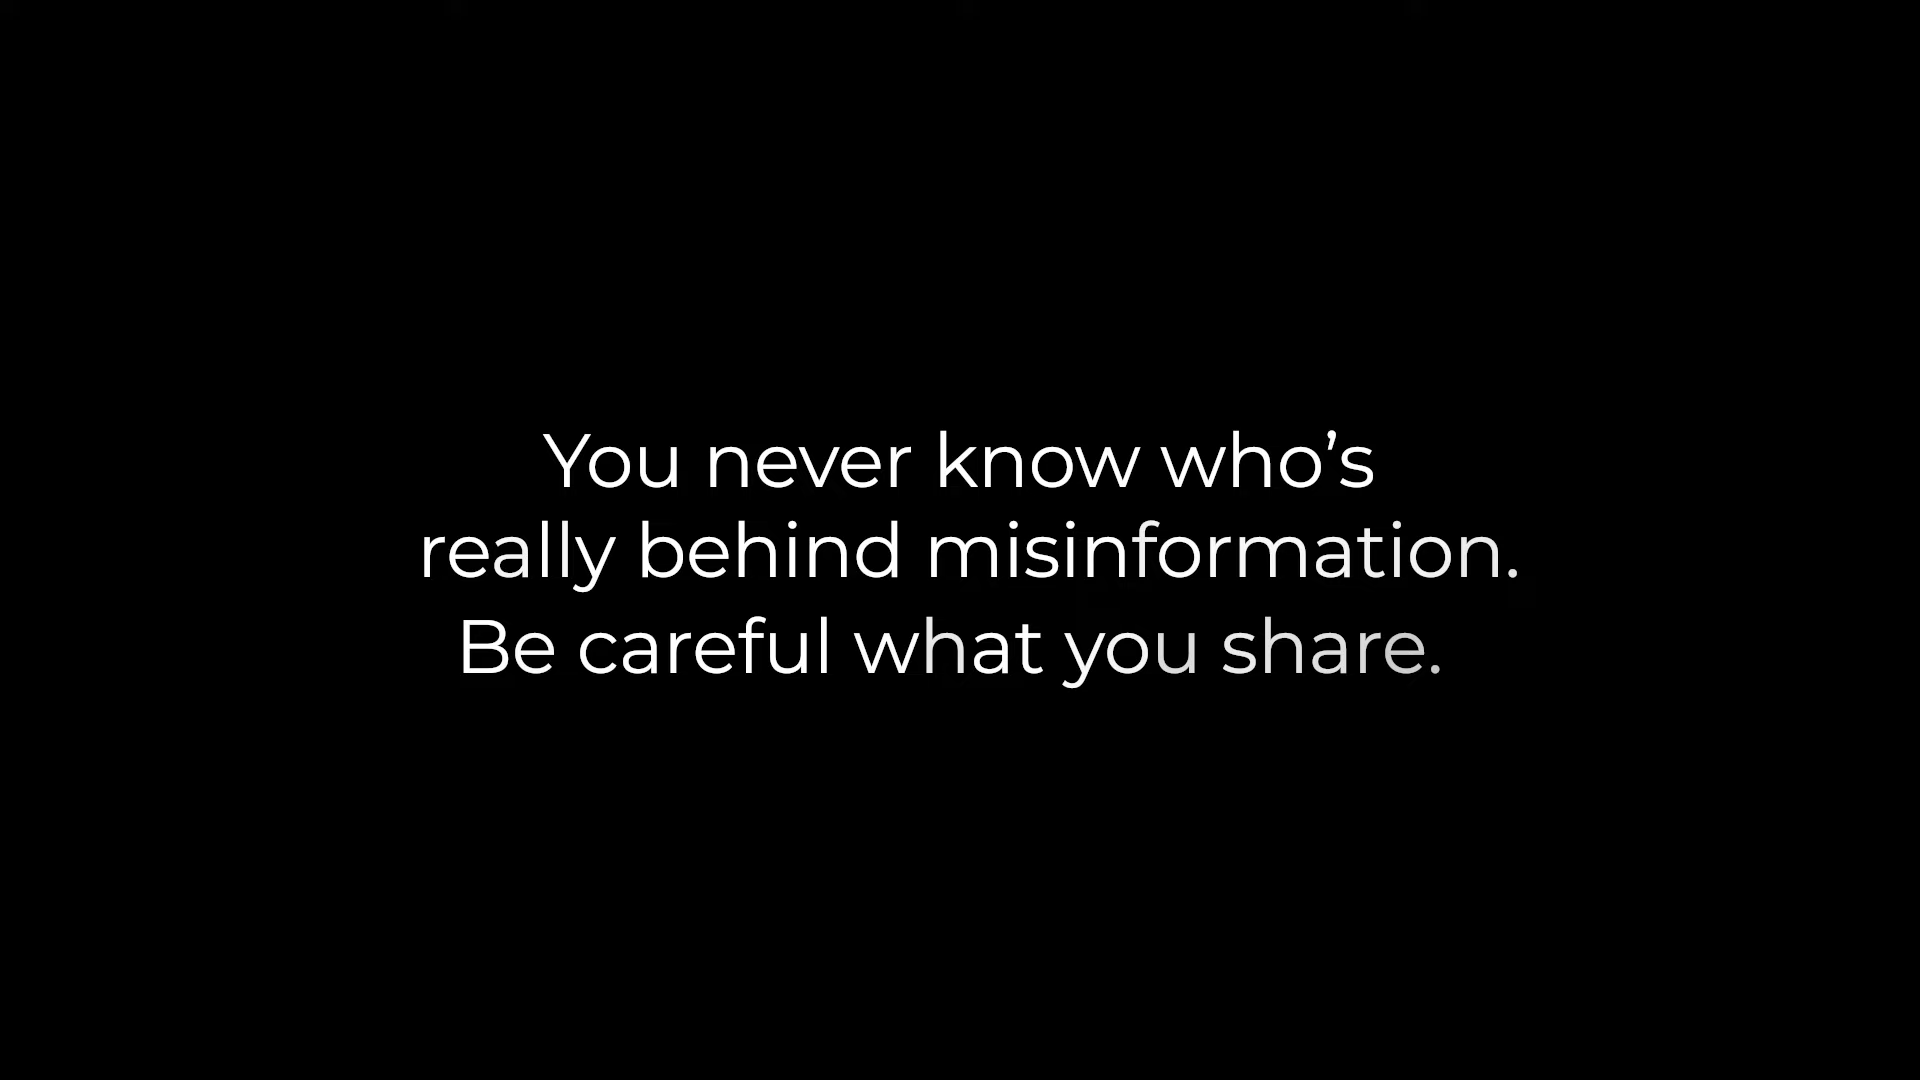 You never know who’s
really behind misinformation.
Be careful what you share.